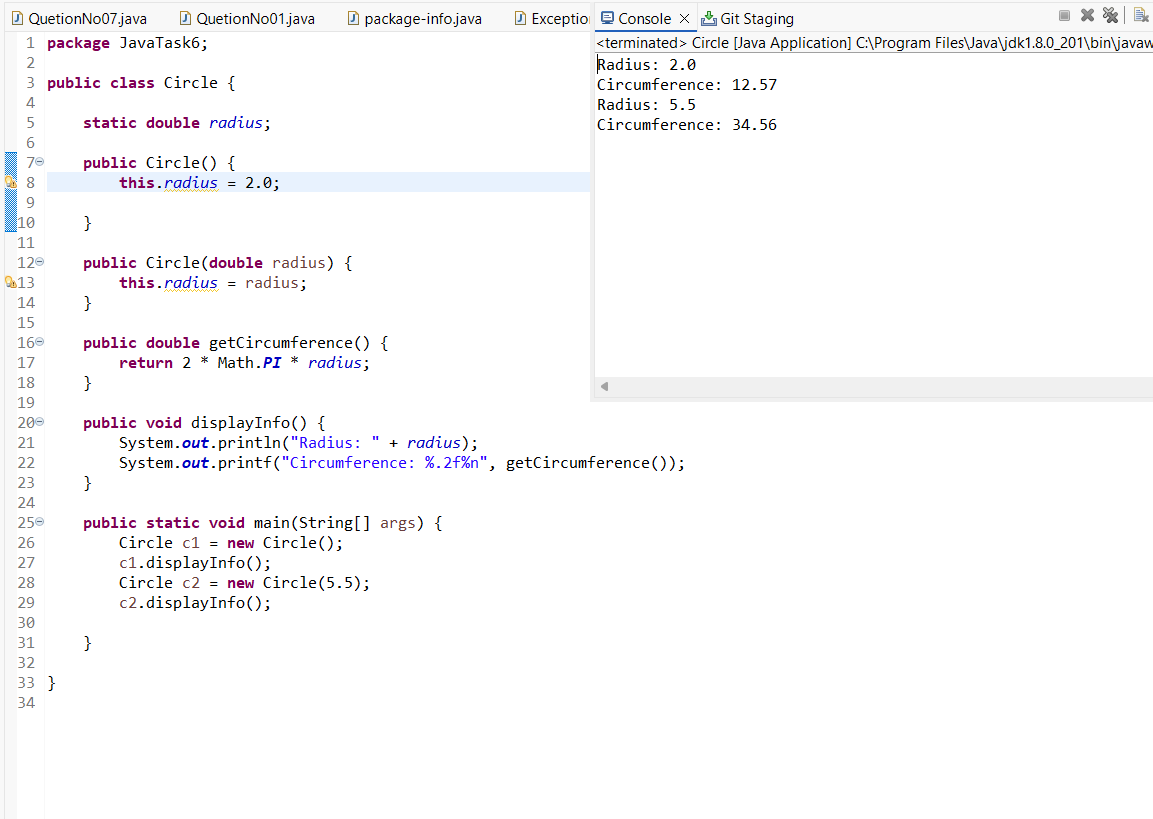 QuetionNo07.java QuetionNo01.java package-info.java Exceptio
1 package JavaTask6;
2
3 public class Circle {
4
5 static double radius;
6
7 public Circle() {
8 this.radius = 2.0;
9
10 }
11
12 public Circle(double radius) {
13 this.radius = radius;
14 }
15
16 public double getCircumference() {
17 return 2 * Math.PI * radius;
18 }
19
20 public void displayInfo() {
21 System.out.println("Radius: " + radius);
22 System.out.printf("Circumference: %.2f%n", getCircumference());
23 }
24
25 public static void main(String[] args) {
26 Circle c1 = new Circle();
27 c1.displayInfo();
28 Circle c2 = new Circle(5.5);
29 c2.displayInfo();
30
31 }
32
33 }
34
Console Git Staging
<terminated> Circle [Java Application] C:\Program Files\Java\jdk1.8.0_201\bin\javaw
Radius: 2.0
Circumference: 12.57
Radius: 5.5
Circumference: 34.56